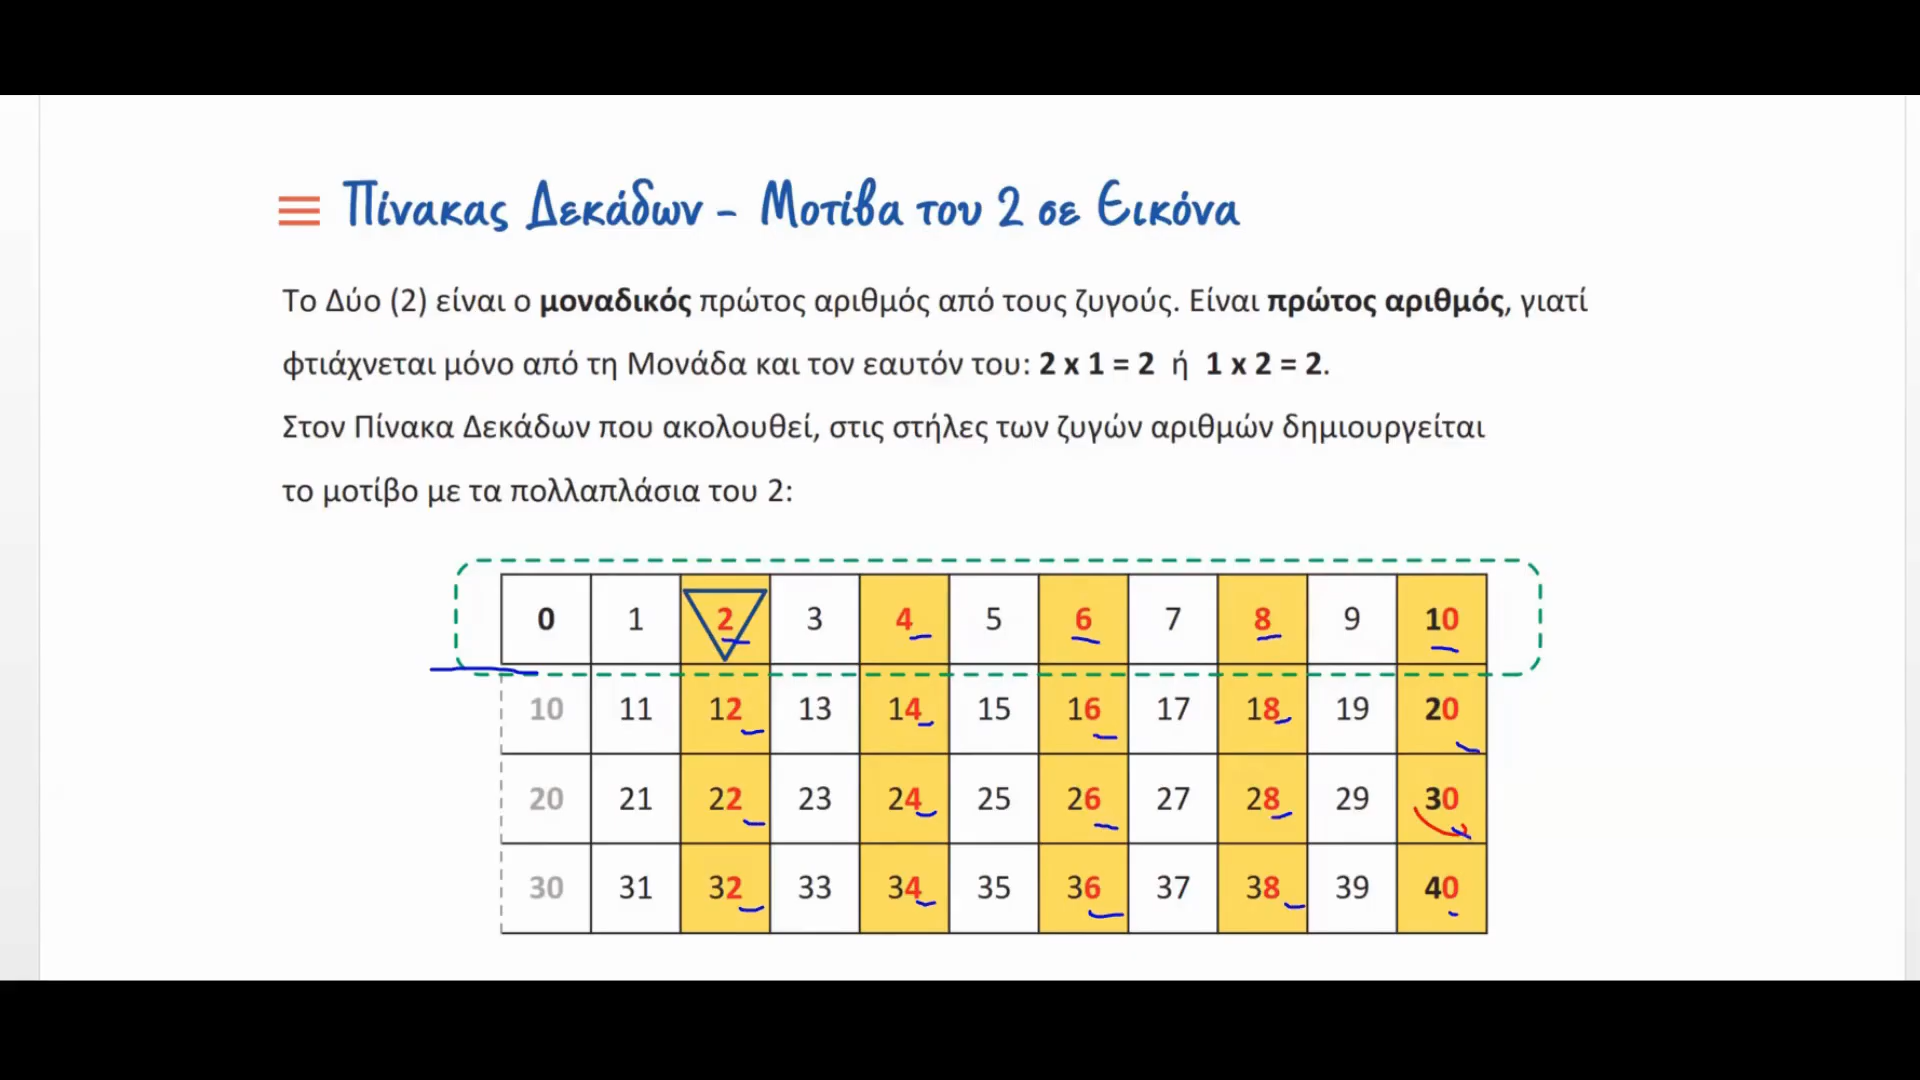 Πίνακας Δεκάδων - Μοτίβα του 2 σε Εικόνα
Το Δύο (2) είναι ο μοναδικός πρώτος αριθμός από τους ζυγούς. Είναι πρώτος αριθμός, γιατί
φτιάχνεται μόνο από τη Μονάδα και τον εαυτόν του: 2 x 1 = 2 ή 1 x 2 = 2.
Στον Πίνακα Δεκάδων που ακολουθεί, στις στήλες των ζυγών αριθμών δημιουργείται
το μοτίβο με τα πολλαπλάσια του 2:
0 1 2 3 4 5 6 7 8 9 10
10 11 12 13 14 15 16 17 18 19 20
20 21 22 23 24 25 26 27 28 29 30
30 31 32 33 34 35 36 37 38 39 40